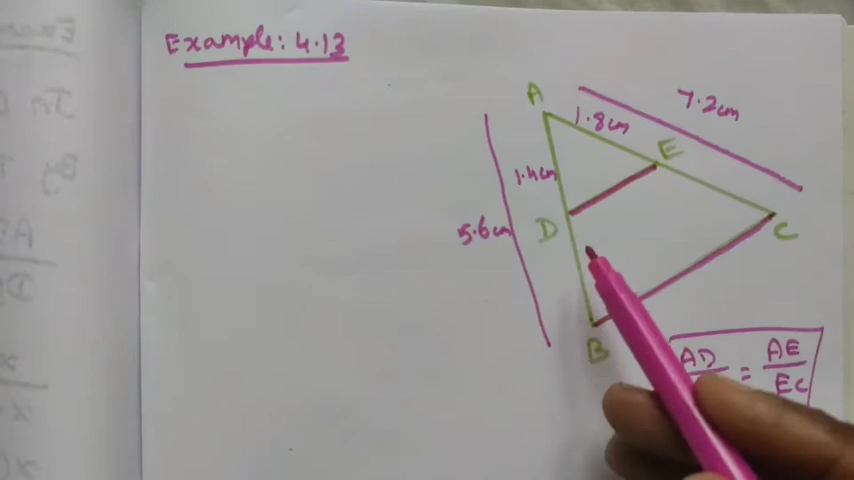 Example: 4.13
A
7.2cm
1.8cm
E
1.4cm
D
5.6cm
C
B
AD = AE
EC